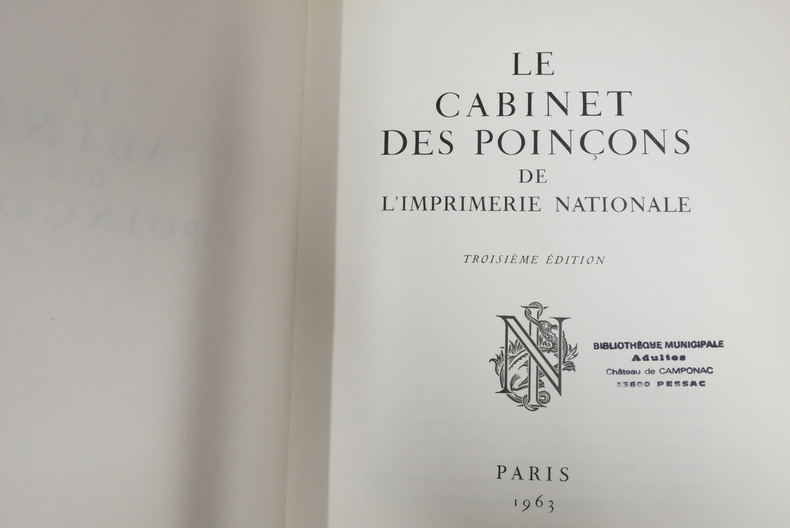 LE
CABINET
DES POINÇONS
DE
L'IMPRIMERIE NATIONALE
TROISIÈME ÉDITION
IN
BIBLIOTHÈQUE MUNICIPALE
Adultes
Château de CAMPONAC
33600 PESSAC
PARIS
1963